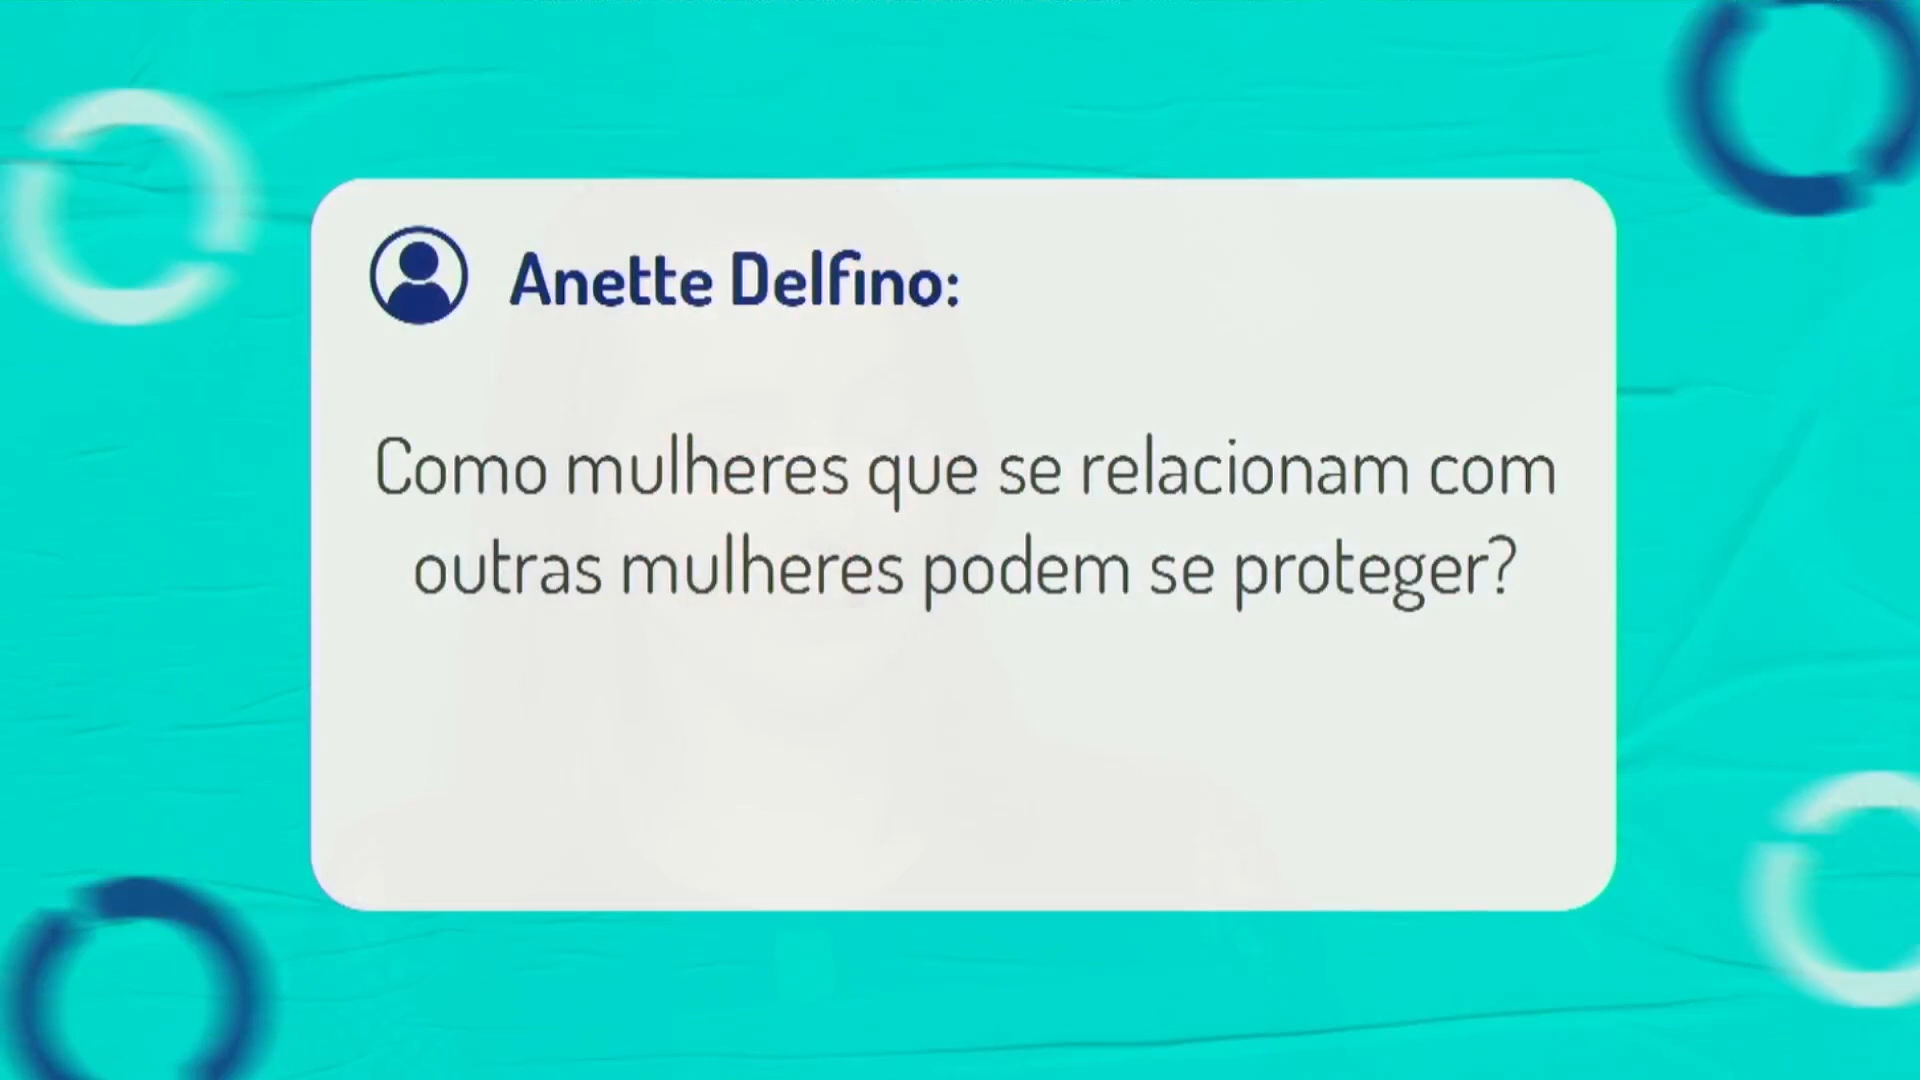 Anette Delfino:
Como mulheres que se relacionam com
outras mulheres podem se proteger?